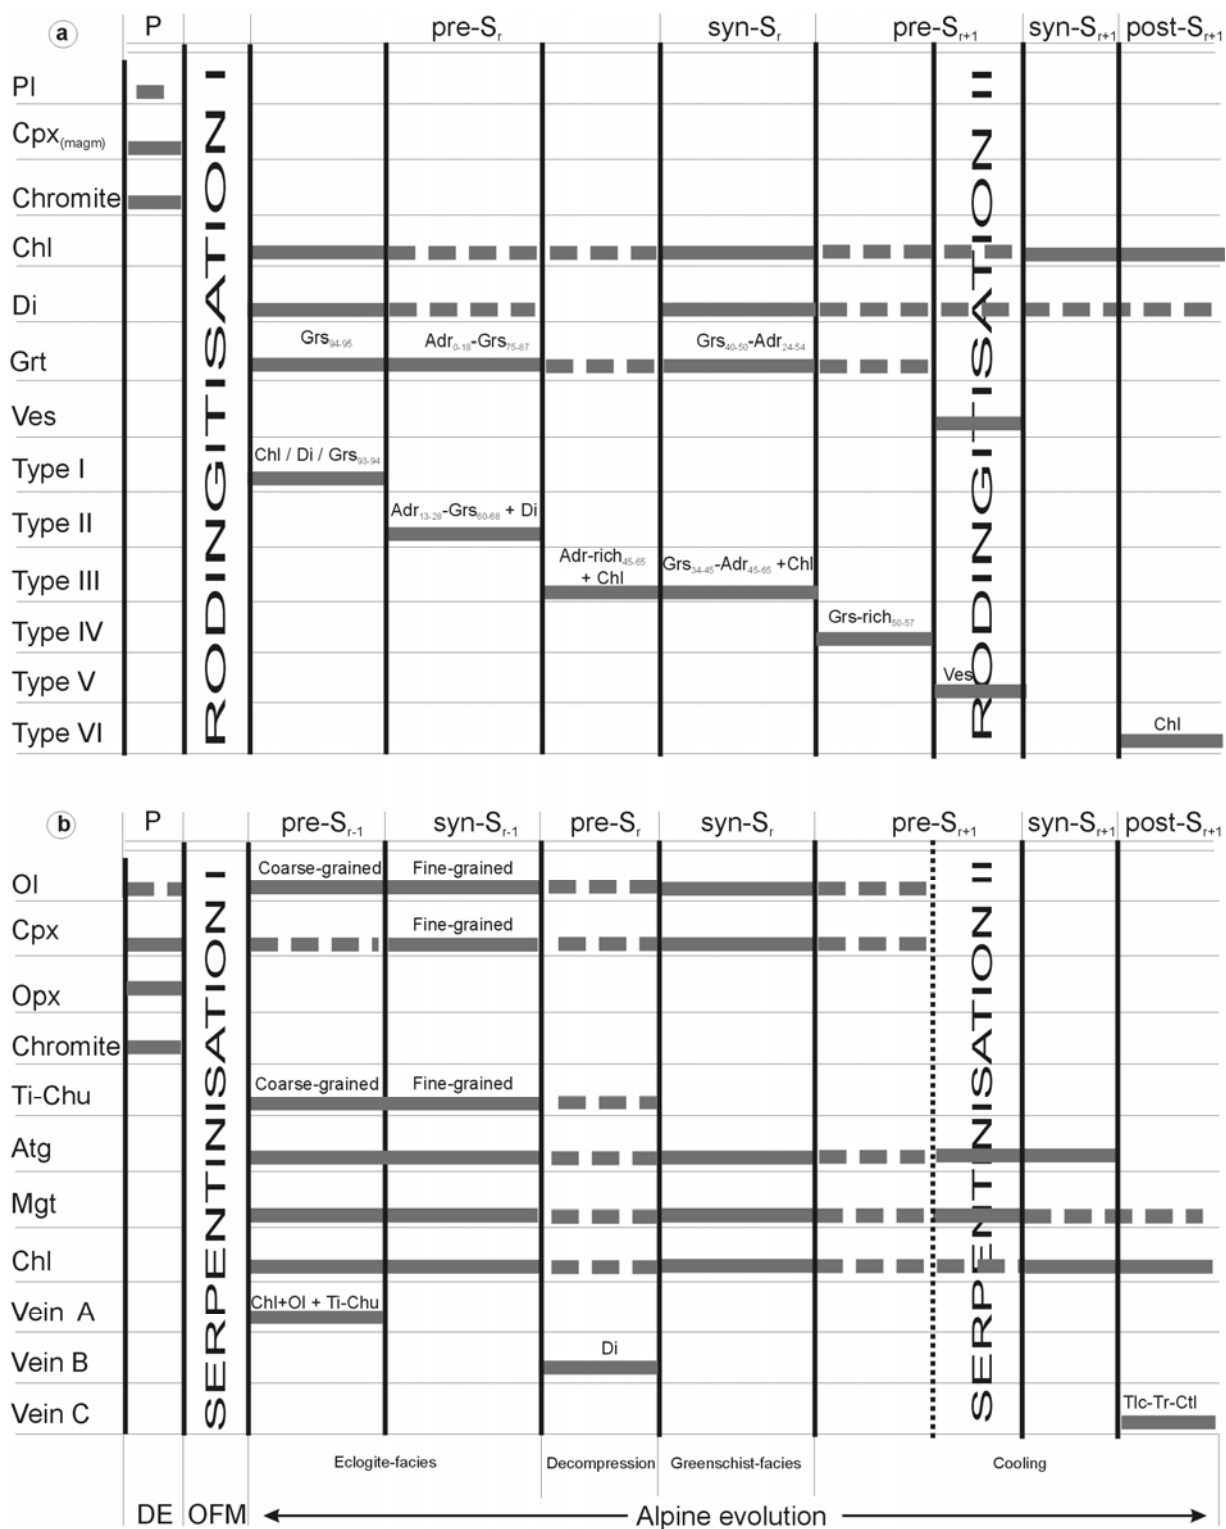 a P pre-Sr syn-Sr pre-Sr+1 syn-Sr+1 post-Sr+1
RODINGITISATION I
RODINGITISATION II
Pl
Cpx(magm)
Chromite
Chl
Di
Grt Grs94-95 Adr0-18-Grs75-87 Grs40-50-Adr24-54
Ves
Type I Chl / Di / Grs93-94
Type II Adr13-28-Grs60-68 + Di
Type III Adr-rich45-65 + Chl Grs34-45-Adr45-65 +Chl
Type IV Grs-rich50-57
Type V Ves
Type VI Chl
b P pre-Sr-1 syn-Sr-1 pre-Sr syn-Sr pre-Sr+1 syn-Sr+1 post-Sr+1
SERPENTINISATION I
SERPENTINISATION II
Ol Coarse-grained Fine-grained
Cpx Fine-grained
Opx
Chromite
Ti-Chu Coarse-grained Fine-grained
Atg
Mgt
Chl
Vein A Chl+Ol + Ti-Chu
Vein B Di
Vein C Tlc-Tr-Ctl
Eclogite-facies Decompression Greenschist-facies Cooling
DE OFM Alpine evolution